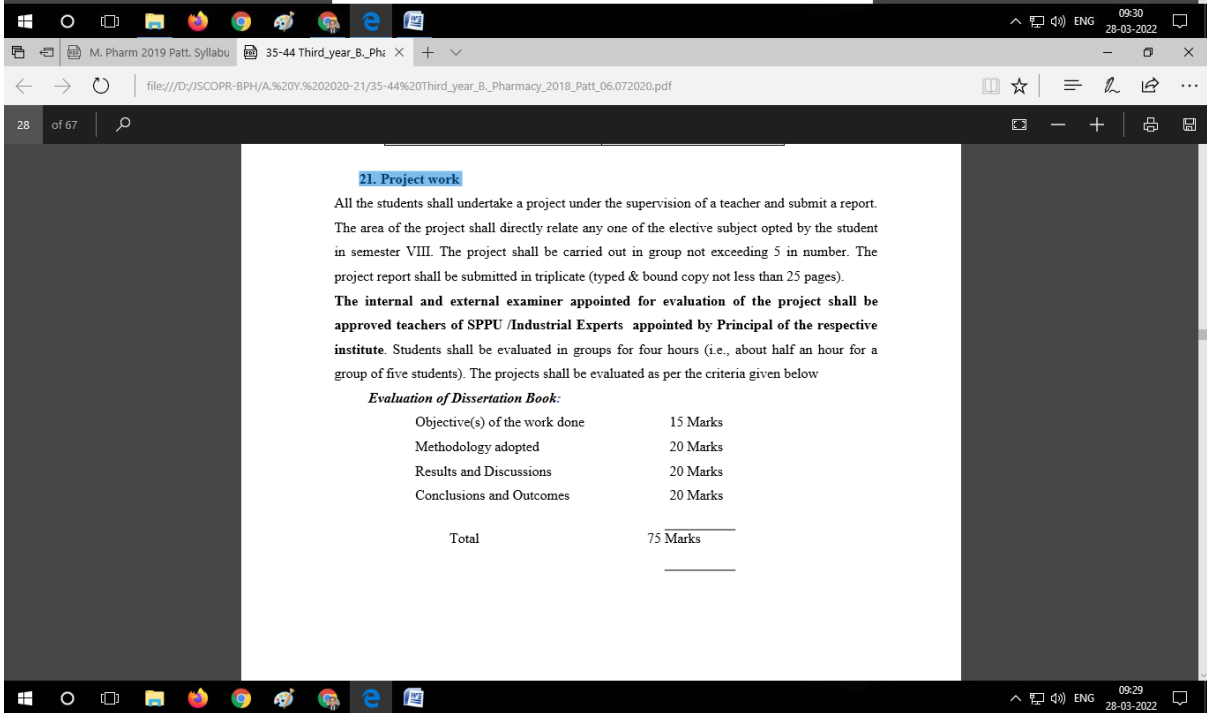 09:30
ENG
28-03-2022
M. Pharm 2019 Patt. Syllabu
35-44 Third_year_B._Pha
file:///D:/JSCOPR-BPH/A.%20Y.%202020-21/35-44%20Third_year_B._Pharmacy_2018_Patt_06.072020.pdf
28 of 67
21. Project work
All the students shall undertake a project under the supervision of a teacher and submit a report.
The area of the project shall directly relate any one of the elective subject opted by the student
in semester VIII. The project shall be carried out in group not exceeding 5 in number. The
project report shall be submitted in triplicate (typed & bound copy not less than 25 pages).
The internal and external examiner appointed for evaluation of the project shall be
approved teachers of SPPU /Industrial Experts appointed by Principal of the respective
institute. Students shall be evaluated in groups for four hours (i.e., about half an hour for a
group of five students). The projects shall be evaluated as per the criteria given below
Evaluation of Dissertation Book:
Objective(s) of the work done 15 Marks
Methodology adopted 20 Marks
Results and Discussions 20 Marks
Conclusions and Outcomes 20 Marks
Total 75 Marks
09:29
ENG
28-03-2022